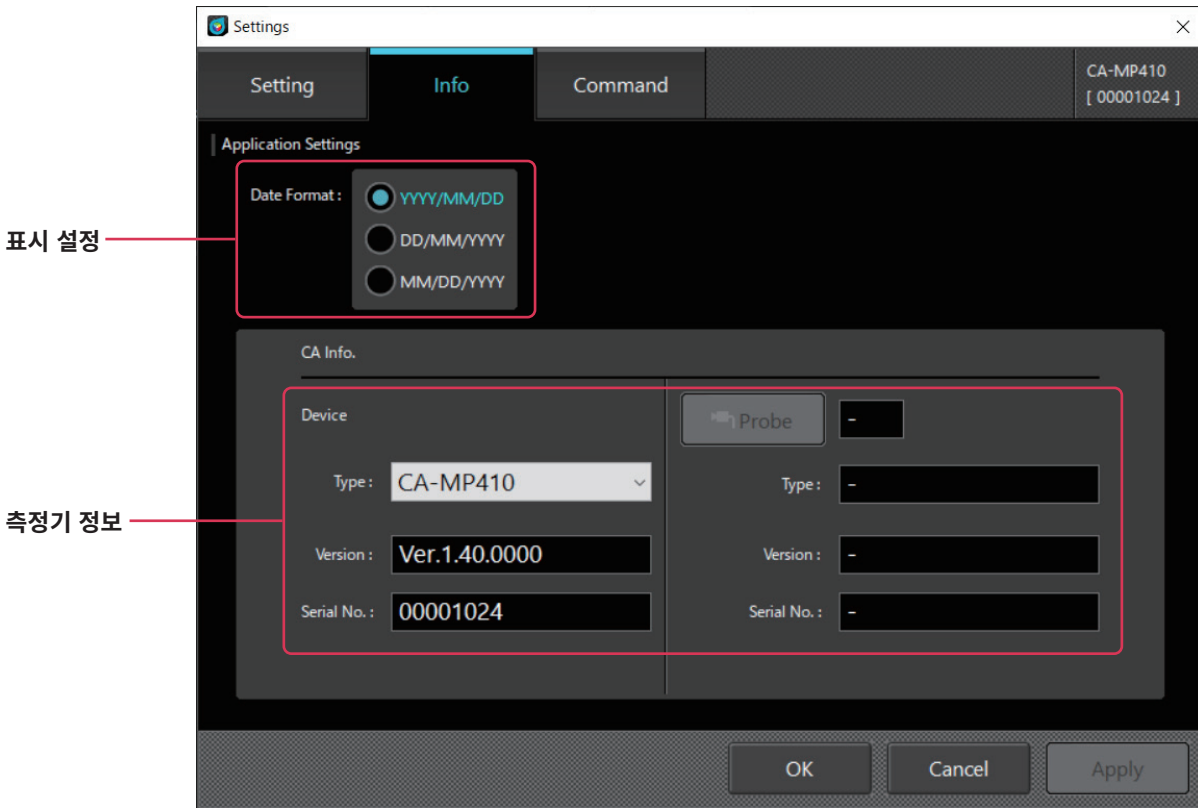 Settings
Setting
Info
Command
CA-MP410
[ 00001024 ]
Application Settings
표시 설정
Date Format :
YYYY/MM/DD
DD/MM/YYYY
MM/DD/YYYY
CA Info.
측정기 정보
Device
Type :
CA-MP410
Version :
Ver.1.40.0000
Serial No. :
00001024
Probe
-
Type :
-
Version :
-
Serial No. :
-
OK
Cancel
Apply